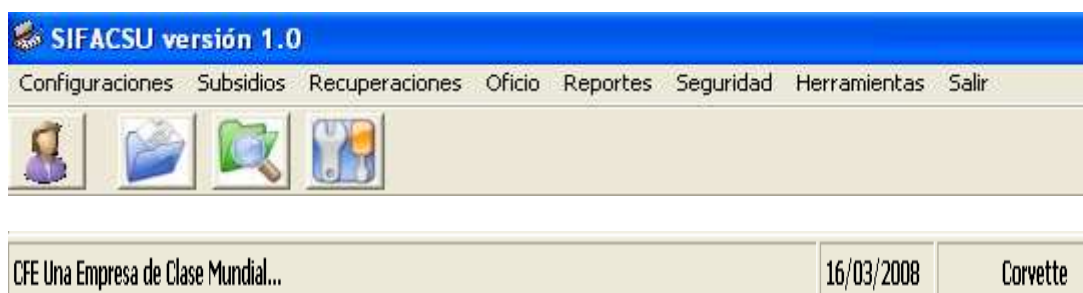 SIFACSU versión 1.0
Configuraciones Subsidios Recuperaciones Oficio Reportes Seguridad Herramientas Salir
CFE Una Empresa de Clase Mundial... 16/03/2008 Corvette